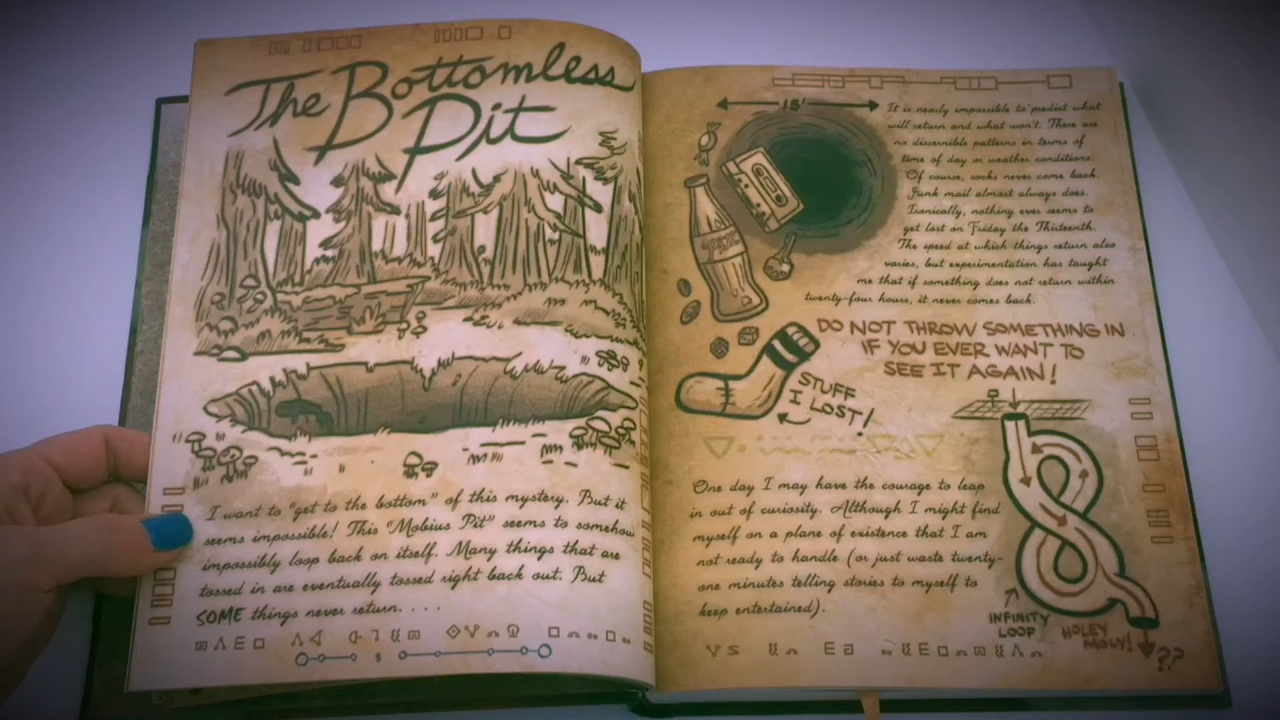 The Bottomless
Pit
I want to "get to the bottom" of this mystery. But it
seems impossible! This "Mobius Pit" seems to somehow
impossibly loop back on itself. Many things that are
tossed in are eventually tossed right back out. But
SOME things never return. . . .
15'
It is nearly impossible to predict what
will return and what won't. There are
no discernible patterns in terms of
time of day or weather conditions.
Of course, socks never come back.
Junk mail almost always does.
Ironically, nothing ever seems to
get lost on Friday the Thirteenth.
The speed at which things return also
varies, but experimentation has taught
me that if something does not return within
twenty-four hours, it never comes back.
DO NOT THROW SOMETHING IN
IF YOU EVER WANT TO
SEE IT AGAIN!
STUFF
I LOST!
One day I may have the courage to leap
in out of curiosity. Although I might find
myself on a plane of existence that I am
not ready to handle (or just waste twenty-
one minutes telling stories to myself to
keep entertained).
INFINITY
LOOP
HOLEY
MOLY!
??